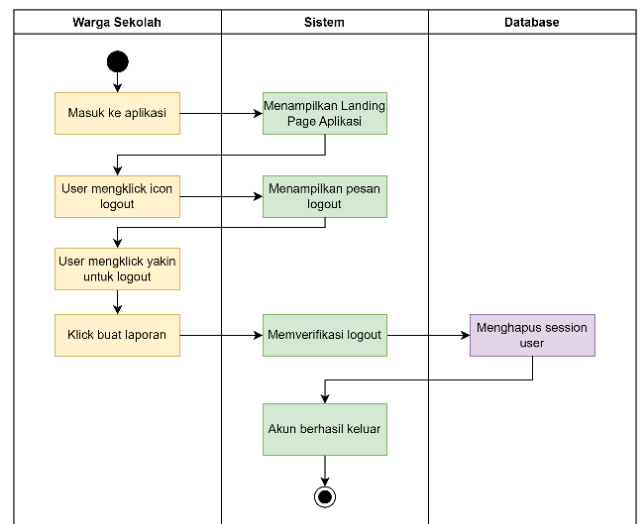 Warga Sekolah
Sistem
Database
Masuk ke aplikasi
Menampilkan Landing
Page Aplikasi
User mengklick icon
logout
Menampilkan pesan
logout
User mengklick yakin
untuk logout
Klick buat laporan
Memverifikasi logout
Menghapus session
user
Akun berhasil keluar